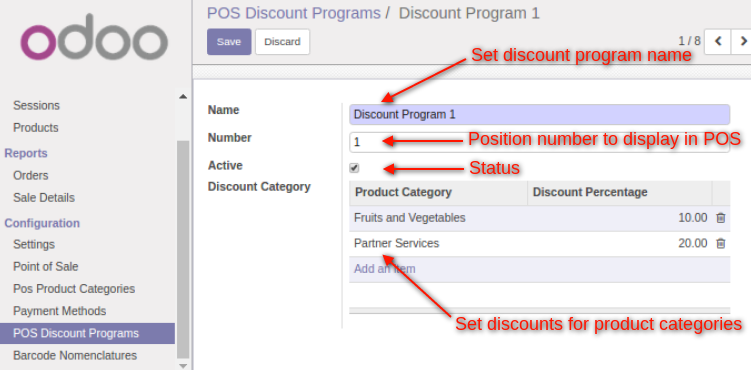 odoo
POS Discount Programs / Discount Program 1
Save Discard
1 / 8
Set discount program name
Sessions
Products
Reports
Orders
Sale Details
Configuration
Settings
Point of Sale
Pos Product Categories
Payment Methods
POS Discount Programs
Barcode Nomenclatures
Name Discount Program 1
Number 1 Position number to display in POS
Active Status
Discount Category
Product Category Discount Percentage
Fruits and Vegetables 10.00
Partner Services 20.00
Add an item
Set discounts for product categories